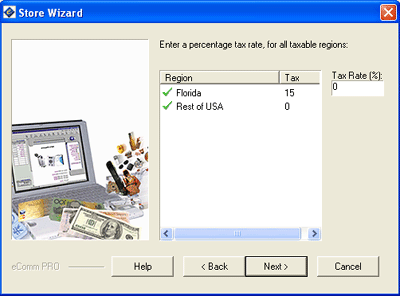 Store Wizard
Enter a percentage tax rate, for all taxable regions:
Region Tax
Florida 15
Rest of USA 0
Tax Rate (%):
0
eComm PRO
Help < Back Next > Cancel